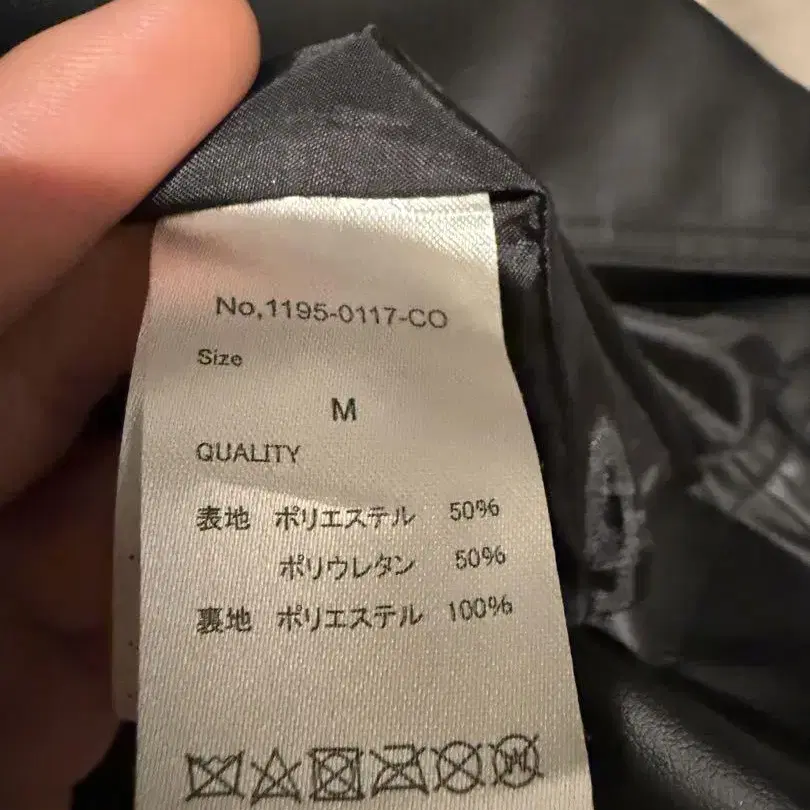 No,1195-0117-CO
Size
M
QUALITY
表地 ポリエステル 50%
ポリウレタン 50%
裏地 ポリエステル 100%